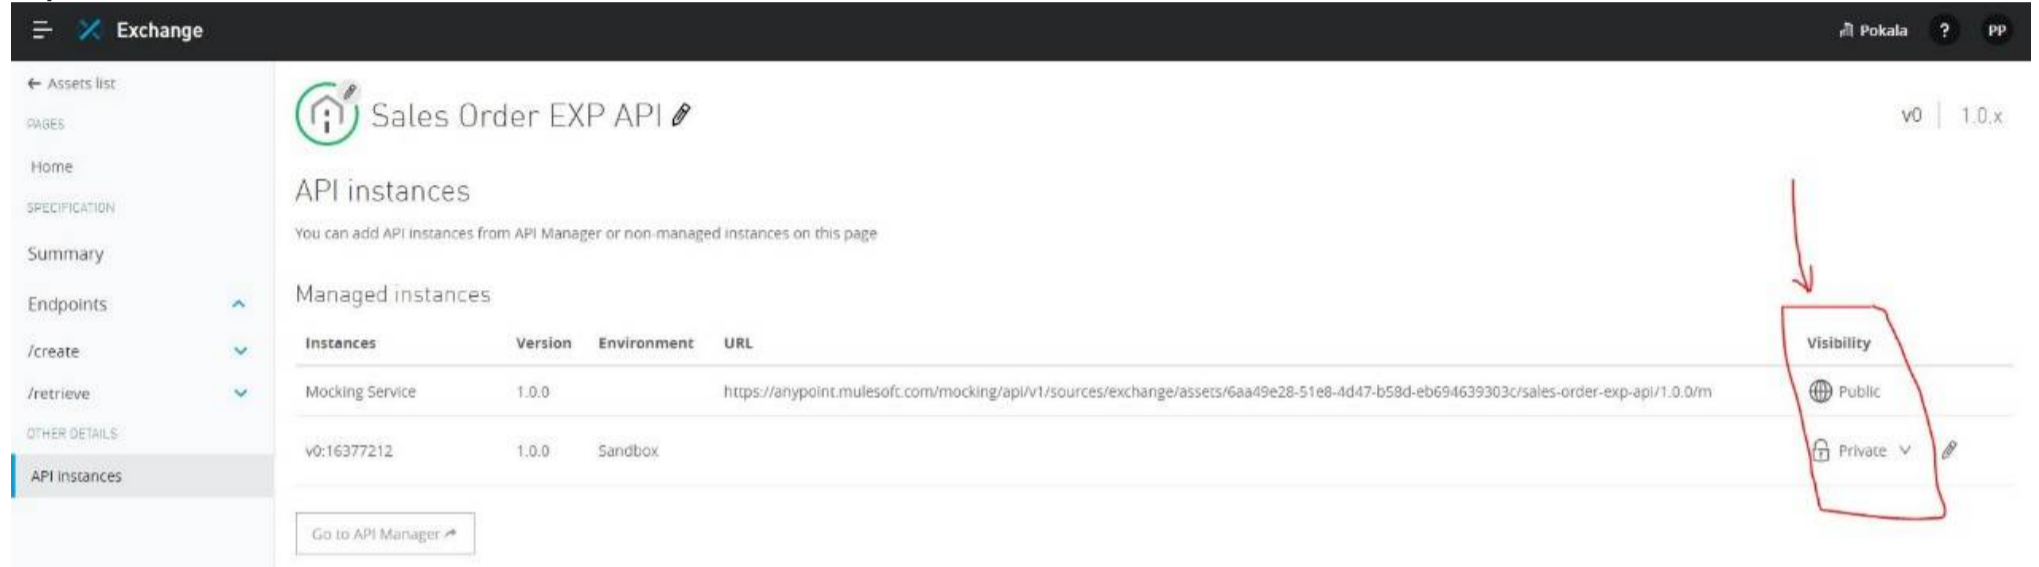 Exchange
Pokala ? PP
← Assets list
PAGES
Home
SPECIFICATION
Summary
Endpoints
/create
/retrieve
OTHER DETAILS
API instances
Sales Order EXP API
v0 | 1.0.x
API instances
You can add API instances from API Manager or non-managed instances on this page
Managed instances
Instances Version Environment URL Visibility
Mocking Service 1.0.0 https://anypoint.mulesoft.com/mocking/api/v1/sources/exchange/assets/6aa49e28-51e8-4d47-b58d-eb694639303c/sales-order-exp-api/1.0.0/m Public
v0:16377212 1.0.0 Sandbox Private
Go to API Manager